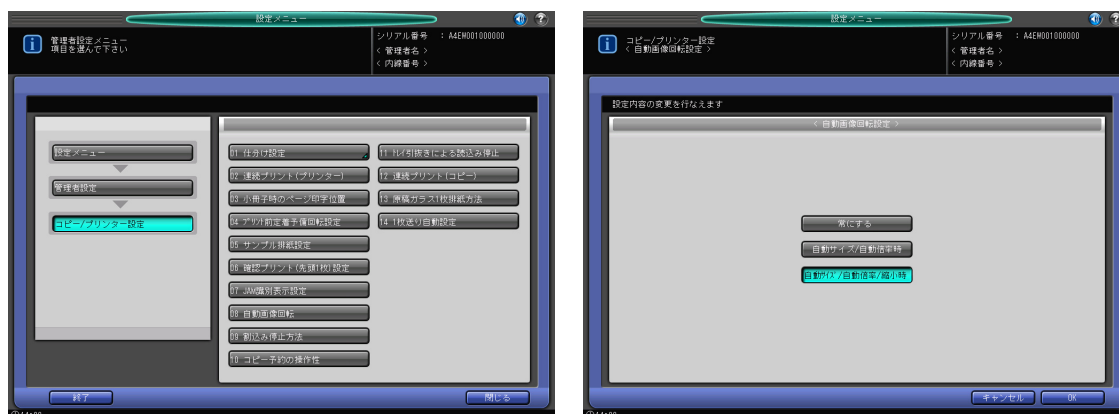 設定メニュー
管理者設定メニュー
項目を選んで下さい
シリアル番号 : A4EM001000000
< 管理者名 >
< 内線番号 >
設定メニュー
管理者設定
コピー/プリンター設定
01 仕分け設定
02 連続プリント(プリンター)
03 小冊子時のページ印字位置
04 プリント前定着予備回転設定
05 サンプル排紙設定
06 確認プリント(先頭1枚)設定
07 JAM識別表示設定
08 自動画像回転
09 割込み停止方法
10 コピー予約の操作性
11 トレイ引抜きによる読込み停止
12 連続プリント(コピー)
13 原稿ガラス1枚排紙方法
14 1枚送り自動設定
終了
閉じる
設定メニュー
コピー/プリンター設定
< 自動画像回転設定 >
シリアル番号 : A4EM001000000
< 管理者名 >
< 内線番号 >
設定内容の変更を行なえます
< 自動画像回転設定 >
常にする
自動サイズ/自動倍率時
自動サイズ/自動倍率/縮小時
キャンセル
OK